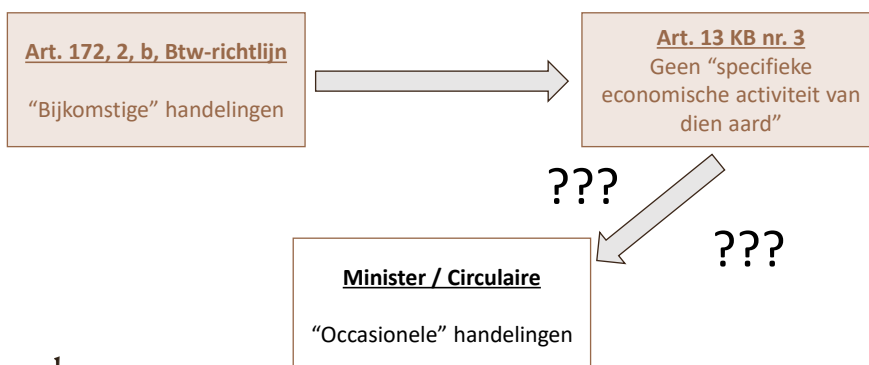 Art. 172, 2, b, Btw-richtlijn
“Bijkomstige” handelingen
Art. 13 KB nr. 3
Geen “specifieke
economische activiteit van
dien aard”
???
???
Minister / Circulaire
“Occasionele” handelingen